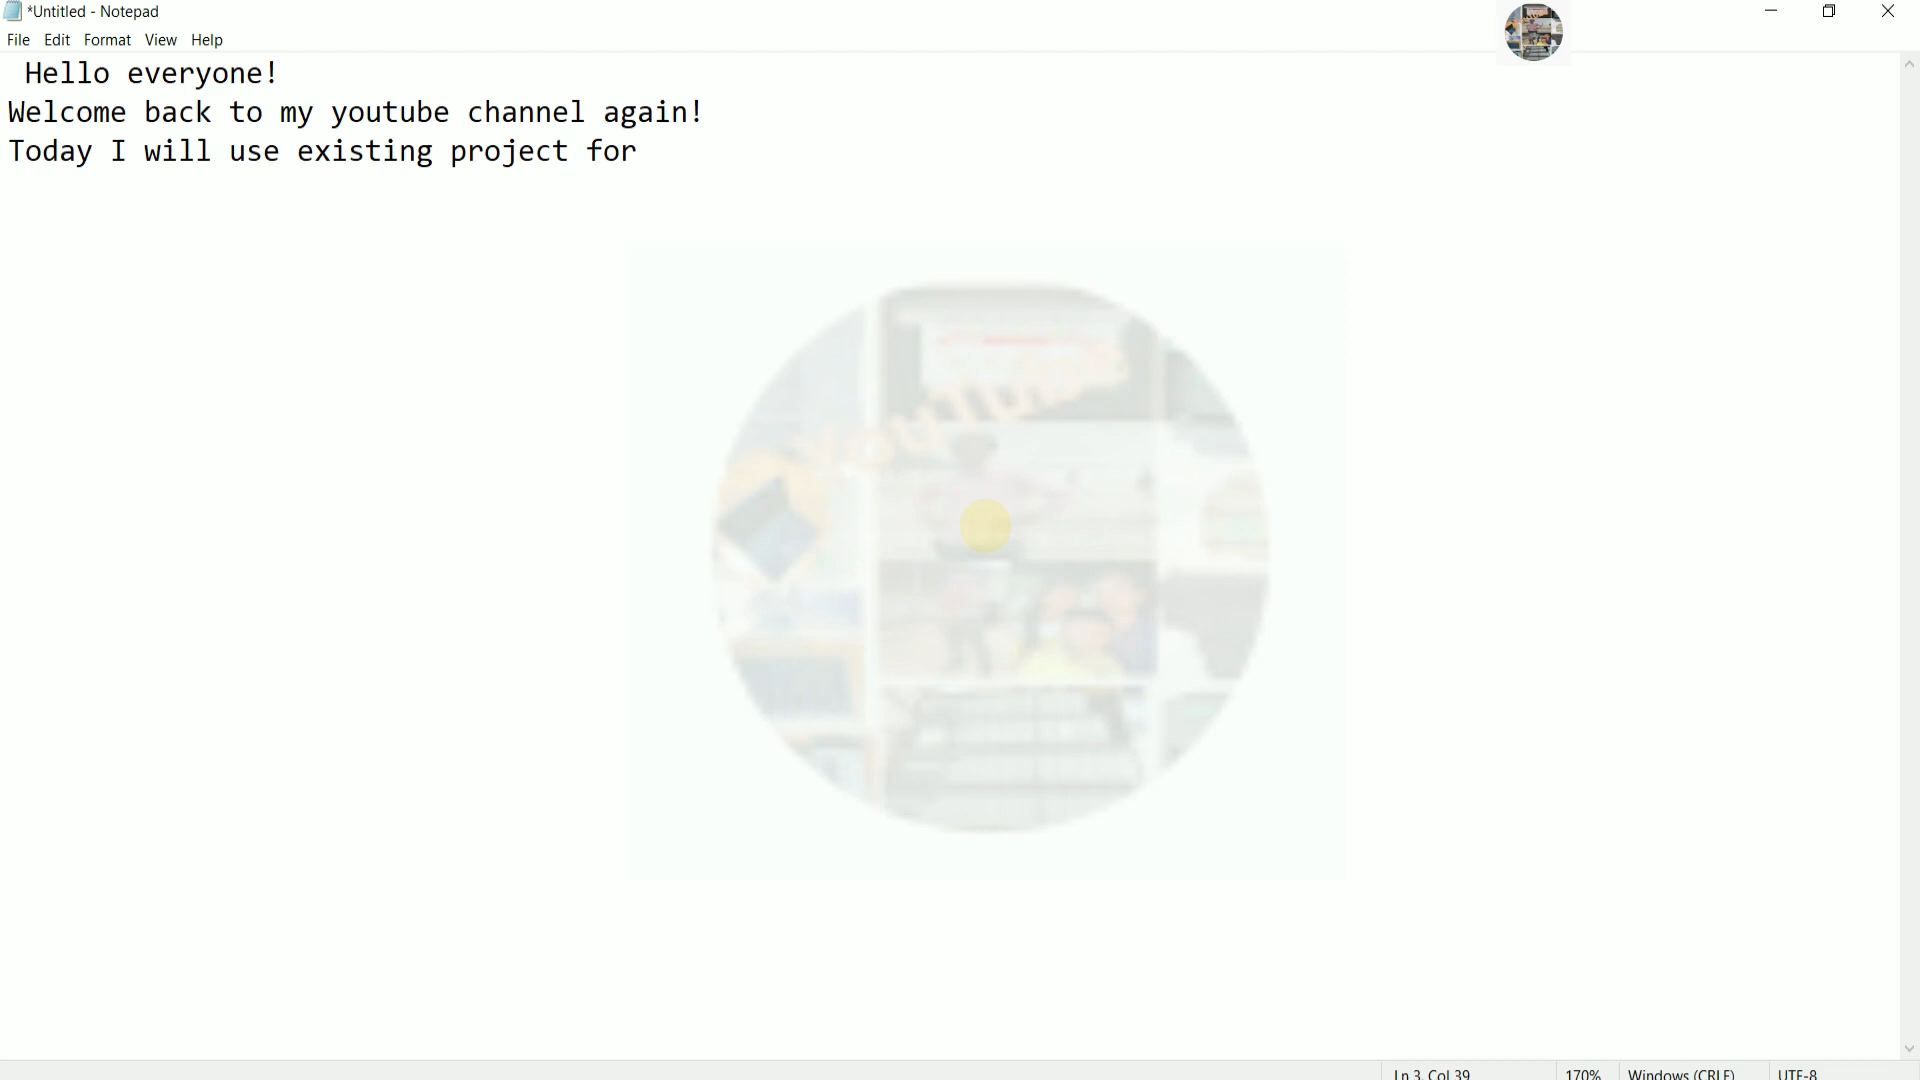 *Untitled - Notepad
File Edit Format View Help
Hello everyone!
Welcome back to my youtube channel again!
Today I will use existing project for
YouTube
Ln 3, Col 39 170% Windows (CRLF) UTF-8